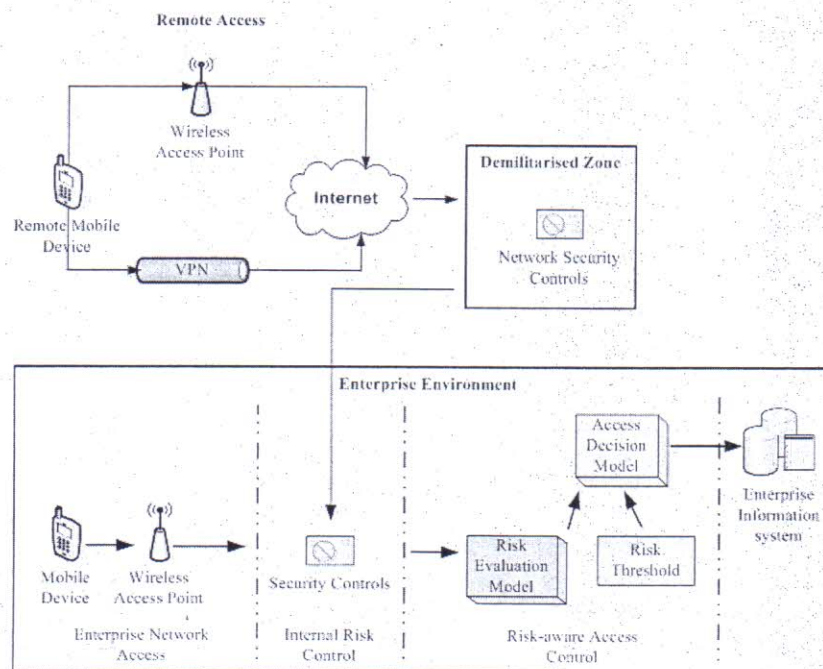 Remote Access
Wireless
Access Point
Remote Mobile
Device
VPN
Internet
Demilitarised Zone
Network Security
Controls
Enterprise Environment
Mobile
Device
Wireless
Access Point
Enterprise Network
Access
Security Controls
Internal Risk
Control
Risk
Evaluation
Model
Access
Decision
Model
Risk
Threshold
Risk-aware Access
Control
Enterprise
Information
system